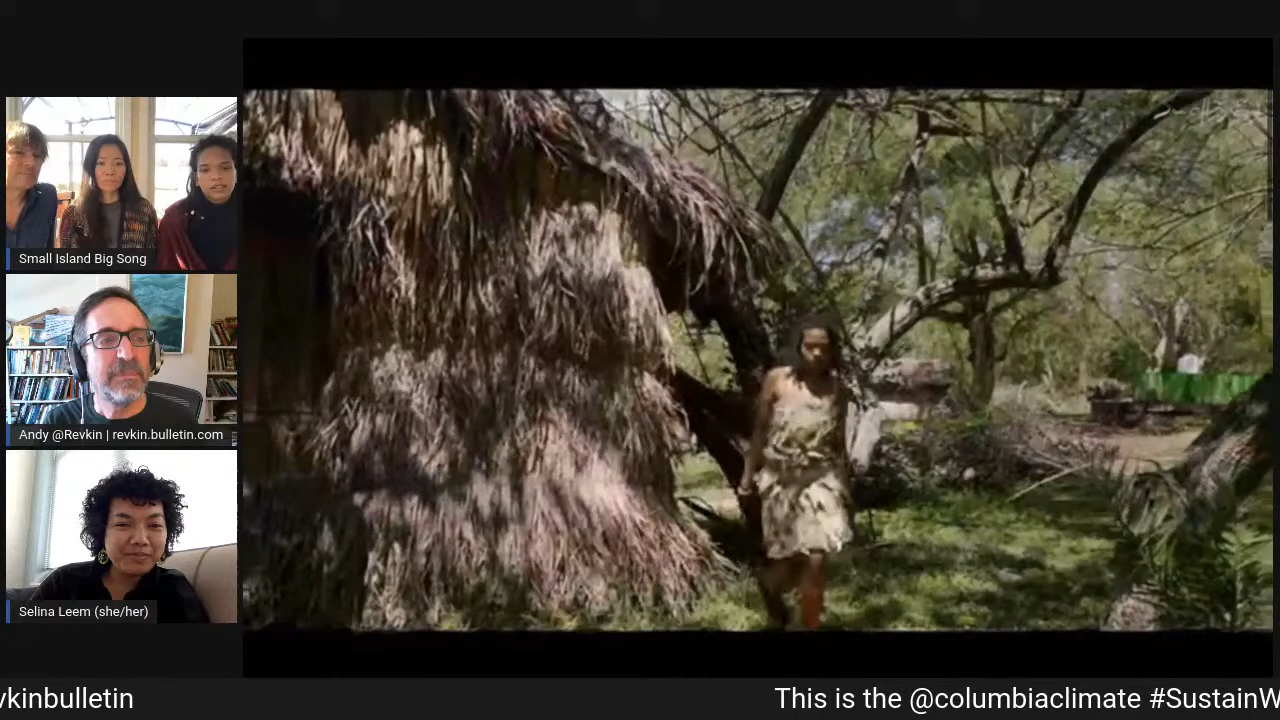 Small Island Big Song
Andy @Revkin | revkin.bulletin.com
Selina Leem (she/her)
vkinbulletin
This is the @columbiaclimate #SustainW